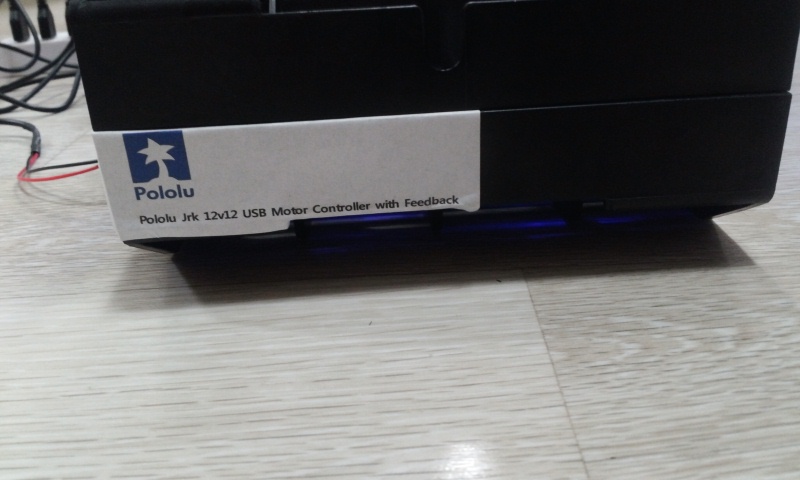 Pololu
Pololu Jrk 12v12 USB Motor Controller with Feedback